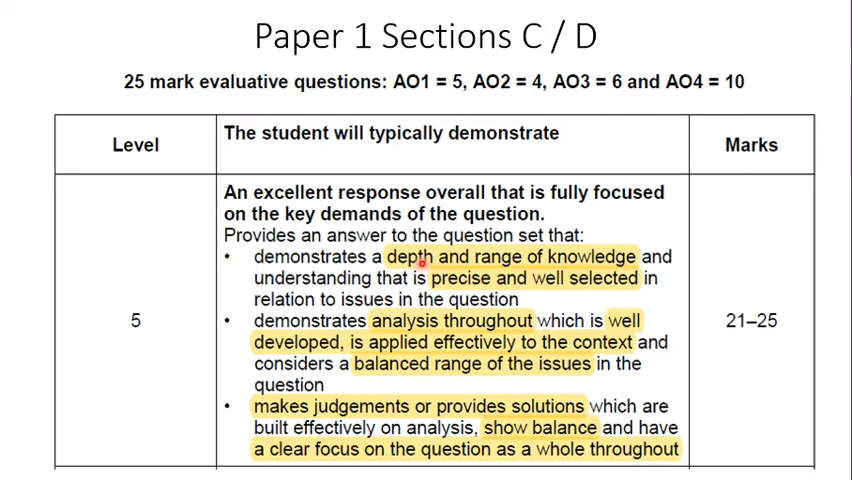 Paper 1 Sections C / D
25 mark evaluative questions: AO1 = 5, AO2 = 4, AO3 = 6 and AO4 = 10
Level
The student will typically demonstrate
Marks
5
An excellent response overall that is fully focused
on the key demands of the question.
Provides an answer to the question set that:
• demonstrates a depth and range of knowledge and
understanding that is precise and well selected in
relation to issues in the question
• demonstrates analysis throughout which is well
developed, is applied effectively to the context and
considers a balanced range of the issues in the
question
• makes judgements or provides solutions which are
built effectively on analysis, show balance and have
a clear focus on the question as a whole throughout
21–25